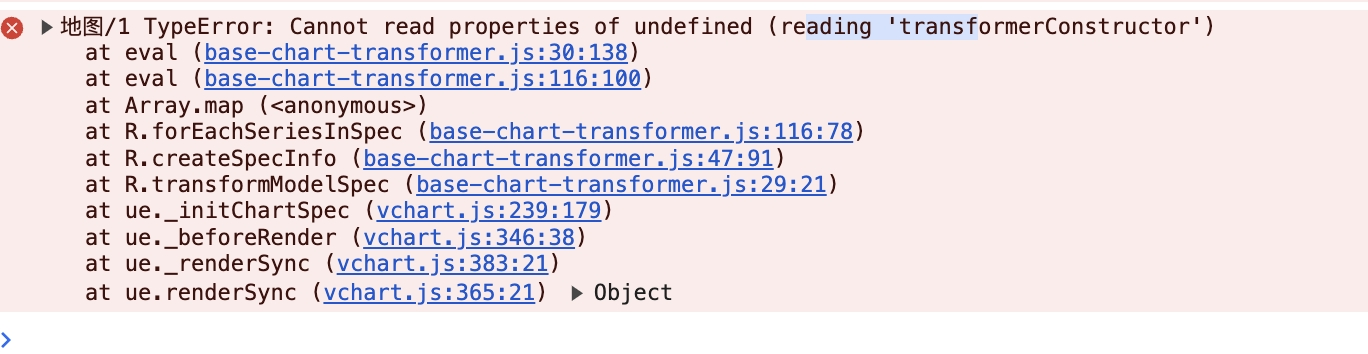 ▶地图/1 TypeError: Cannot read properties of undefined (reading 'transformerConstructor')
at eval (base-chart-transformer.js:30:138)
at eval (base-chart-transformer.js:116:100)
at Array.map (<anonymous>)
at R.forEachSeriesInSpec (base-chart-transformer.js:116:78)
at R.createSpecInfo (base-chart-transformer.js:47:91)
at R.transformModelSpec (base-chart-transformer.js:29:21)
at ue._initChartSpec (vchart.js:239:179)
at ue._beforeRender (vchart.js:346:38)
at ue._renderSync (vchart.js:383:21)
at ue.renderSync (vchart.js:365:21) ▶ Object